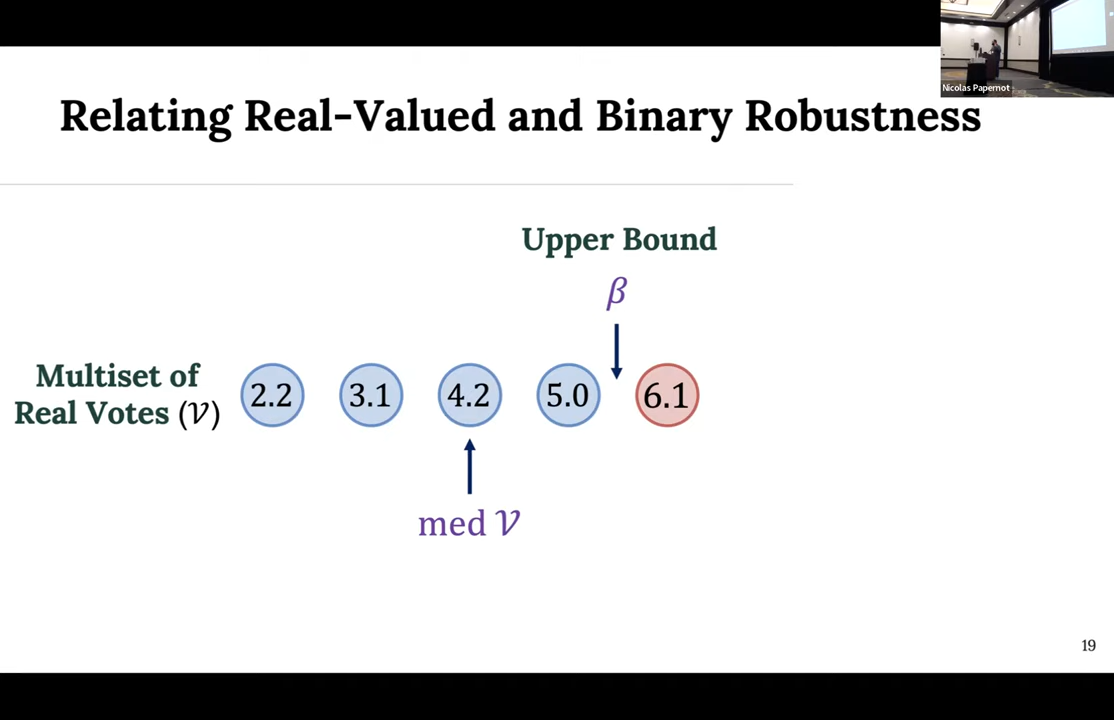 Nicolas Papernot
Relating Real-Valued and Binary Robustness
Upper Bound
β
Multiset of
Real Votes (𝒱)
2.2 3.1 4.2 5.0 6.1
med 𝒱
19